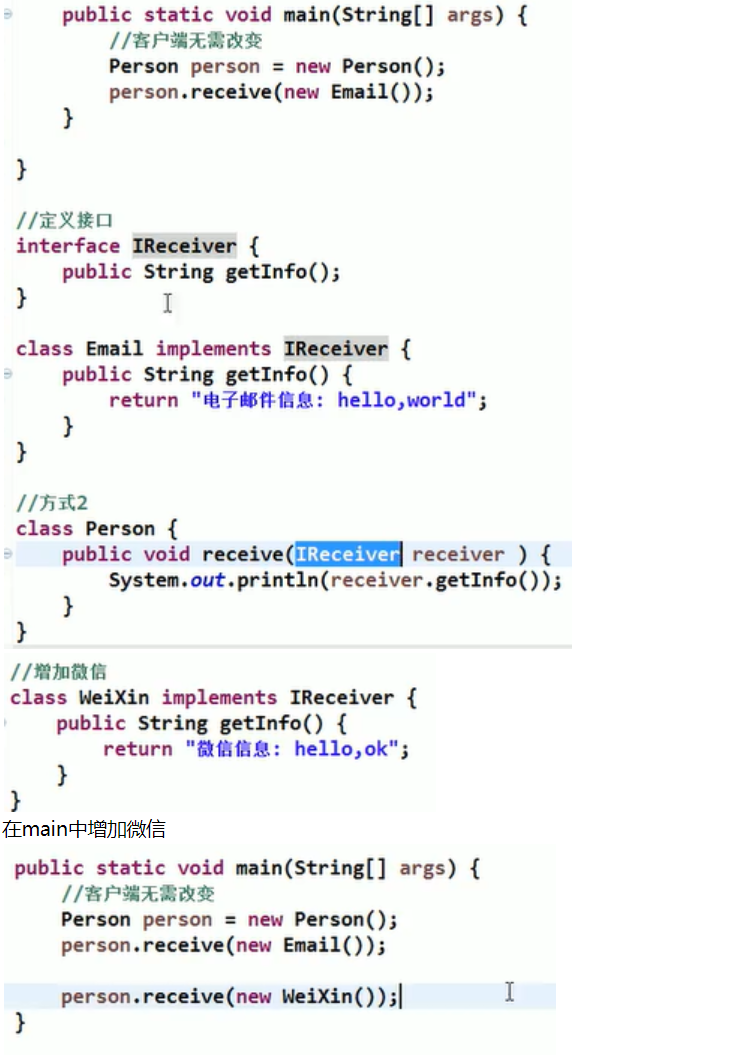 public static void main(String[] args) {
//客户端无需改变
Person person = new Person();
person.receive(new Email());
}
}
//定义接口
interface IReceiver {
public String getInfo();
}
class Email implements IReceiver {
public String getInfo() {
return "电子邮件信息: hello,world";
}
}
//方式2
class Person {
public void receive(IReceiver receiver ) {
System.out.println(receiver.getInfo());
}
}
//增加微信
class WeiXin implements IReceiver {
public String getInfo() {
return "微信信息: hello,ok";
}
}
在main中增加微信
public static void main(String[] args) {
//客户端无需改变
Person person = new Person();
person.receive(new Email());
person.receive(new WeiXin());
}